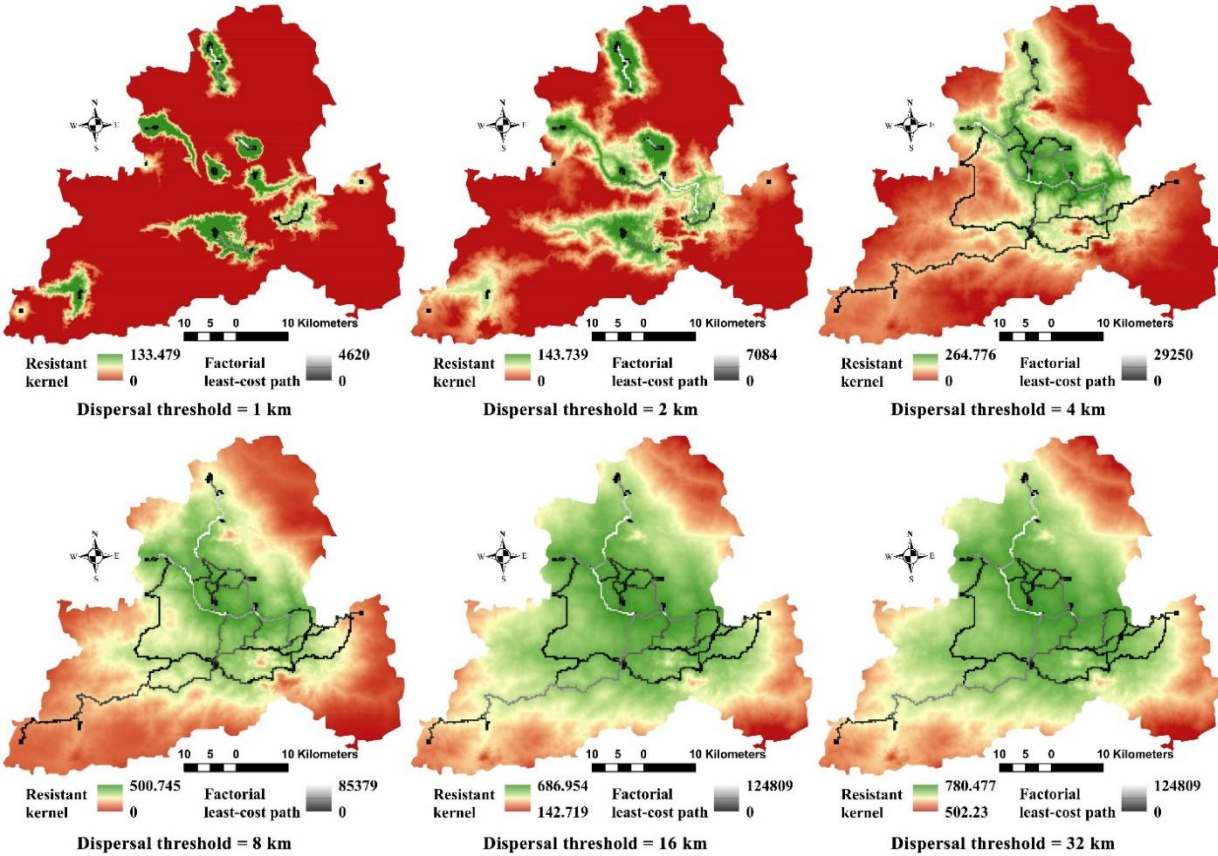 N
W E
S
10 5 0 10 Kilometers
Resistant kernel 133.479 0 Factorial least-cost path 4620 0
Dispersal threshold = 1 km
N
W E
S
10 5 0 10 Kilometers
Resistant kernel 143.739 0 Factorial least-cost path 7084 0
Dispersal threshold = 2 km
N
W E
S
10 5 0 10 Kilometers
Resistant kernel 264.776 0 Factorial least-cost path 29250 0
Dispersal threshold = 4 km
N
W E
S
10 5 0 10 Kilometers
Resistant kernel 500.745 0 Factorial least-cost path 85379 0
Dispersal threshold = 8 km
N
W E
S
10 5 0 10 Kilometers
Resistant kernel 686.954 142.719 Factorial least-cost path 124809 0
Dispersal threshold = 16 km
N
W E
S
10 5 0 10 Kilometers
Resistant kernel 780.477 502.23 Factorial least-cost path 124809 0
Dispersal threshold = 32 km